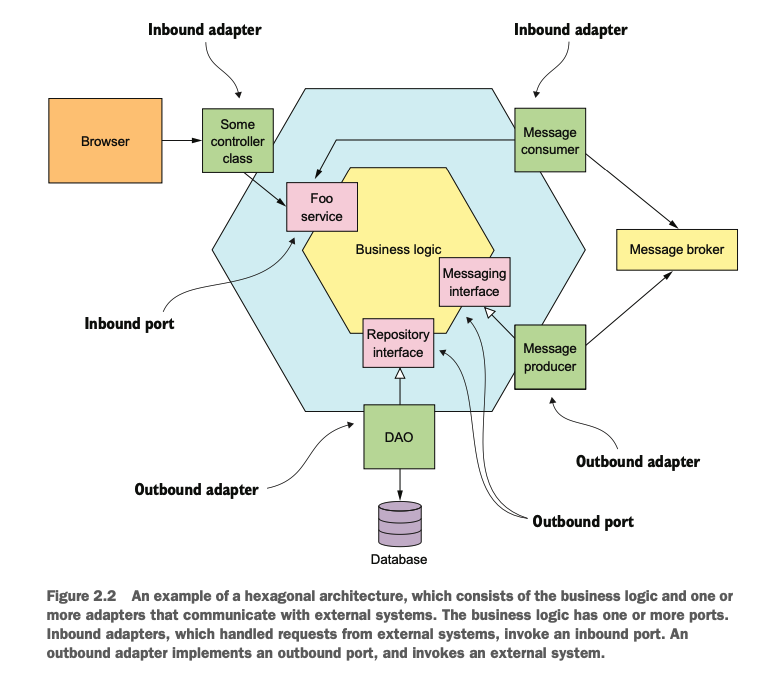 Inbound adapter
Inbound adapter
Browser
Some
controller
class
Message
consumer
Foo
service
Business logic
Message broker
Messaging
interface
Inbound port
Repository
interface
Message
producer
DAO
Outbound adapter
Outbound adapter
Outbound port
Database
Figure 2.2 An example of a hexagonal architecture, which consists of the business logic and one or
more adapters that communicate with external systems. The business logic has one or more ports.
Inbound adapters, which handled requests from external systems, invoke an inbound port. An
outbound adapter implements an outbound port, and invokes an external system.